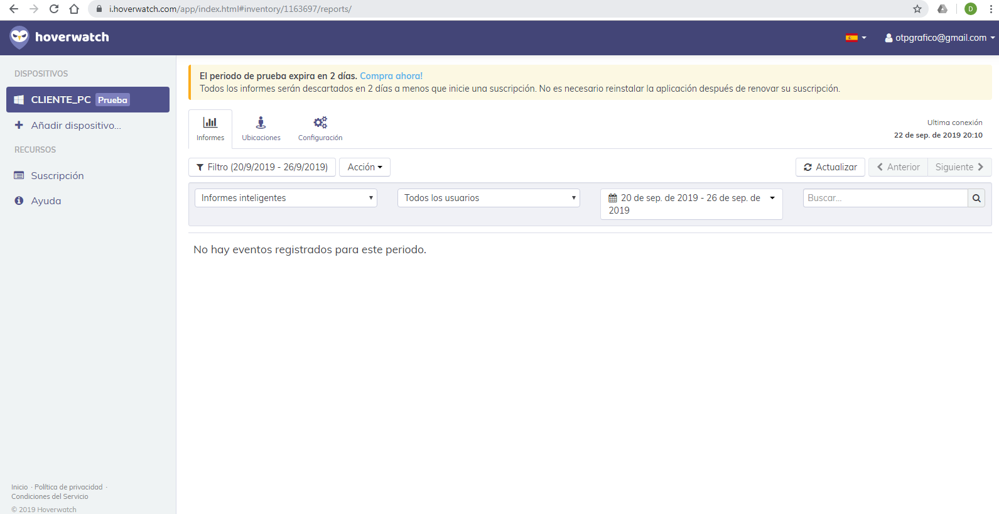 i.hoverwatch.com/app/index.html#inventory/1163697/reports/
D
hoverwatch
otpgrafico@gmail.com
DISPOSITIVOS
CLIENTE_PC Prueba
Añadir dispositivo...
RECURSOS
Suscripción
Ayuda
El periodo de prueba expira en 2 días. Compra ahora!
Todos los informes serán descartados en 2 días a menos que inicie una suscripción. No es necesario reinstalar la aplicación después de renovar su suscripción.
Informes
Ubicaciones
Configuración
Ultima conexión
22 de sep. de 2019 20:10
Filtro (20/9/2019 - 26/9/2019)
Acción
Actualizar
Anterior
Siguiente
Informes inteligentes
Todos los usuarios
20 de sep. de 2019 - 26 de sep. de
2019
Buscar...
No hay eventos registrados para este periodo.
Inicio · Política de privacidad ·
Condiciones del Servicio
© 2019 Hoverwatch